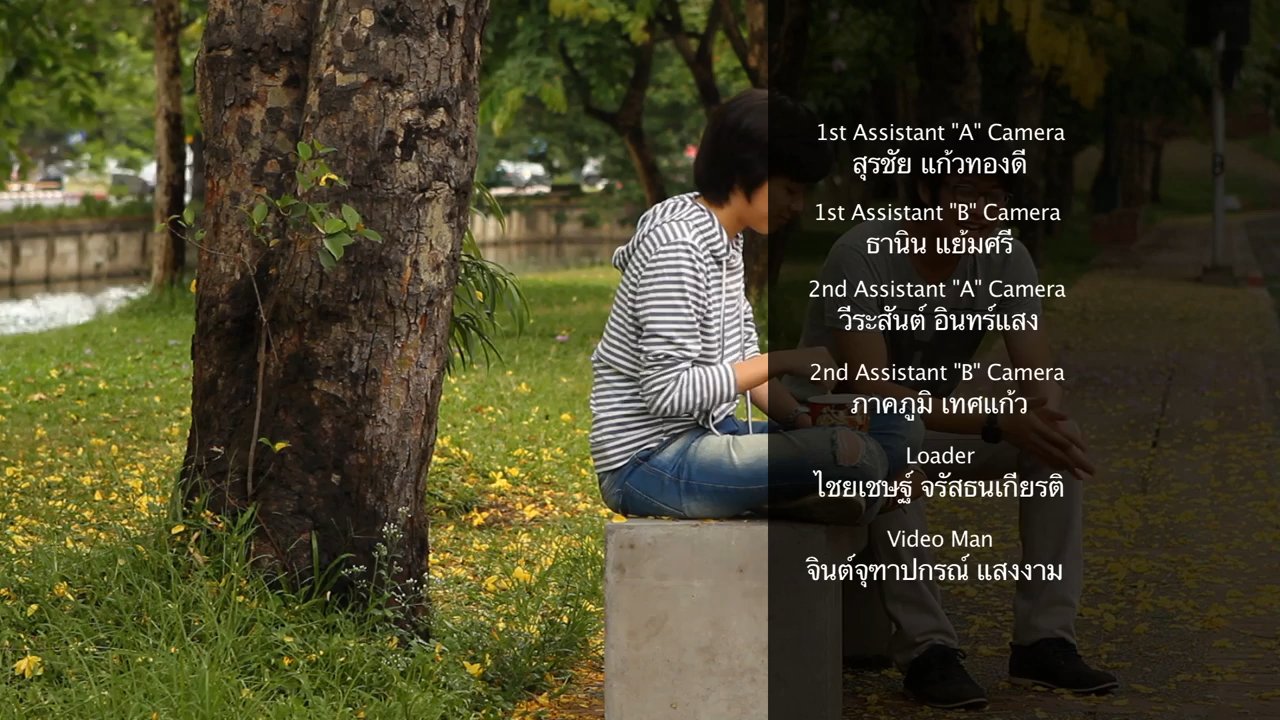 1st Assistant "A" Camera
สุรชัย แก้วทองดี
1st Assistant "B" Camera
ธานิน แย้มศรี
2nd Assistant "A" Camera
วีระสันต์ อินทร์แสง
2nd Assistant "B" Camera
ภาคภูมิ เทศแก้ว
Loader
ไชยเชษฐ์ จรัสธนเกียรติ
Video Man
จินต์จุฑาปกรณ์ แสงงาม